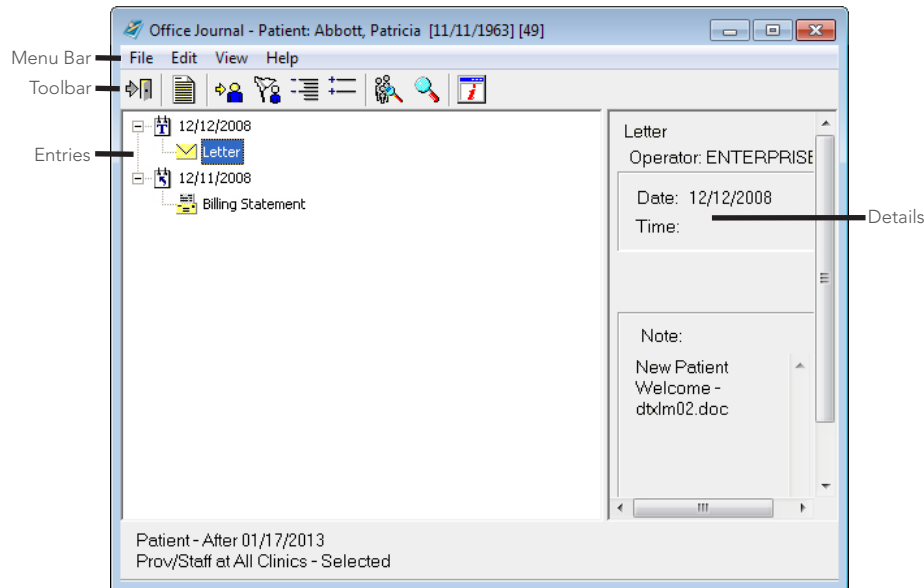 Office Journal - Patient: Abbott, Patricia [11/11/1963] [49]
Menu Bar
File Edit View Help
Toolbar
Entries
12/12/2008
Letter
12/11/2008
Billing Statement
Letter
Operator: ENTERPRISE
Date: 12/12/2008
Time:
Details
Note:
New Patient
Welcome -
dtxlm02.doc
Patient - After 01/17/2013
Prov/Staff at All Clinics - Selected